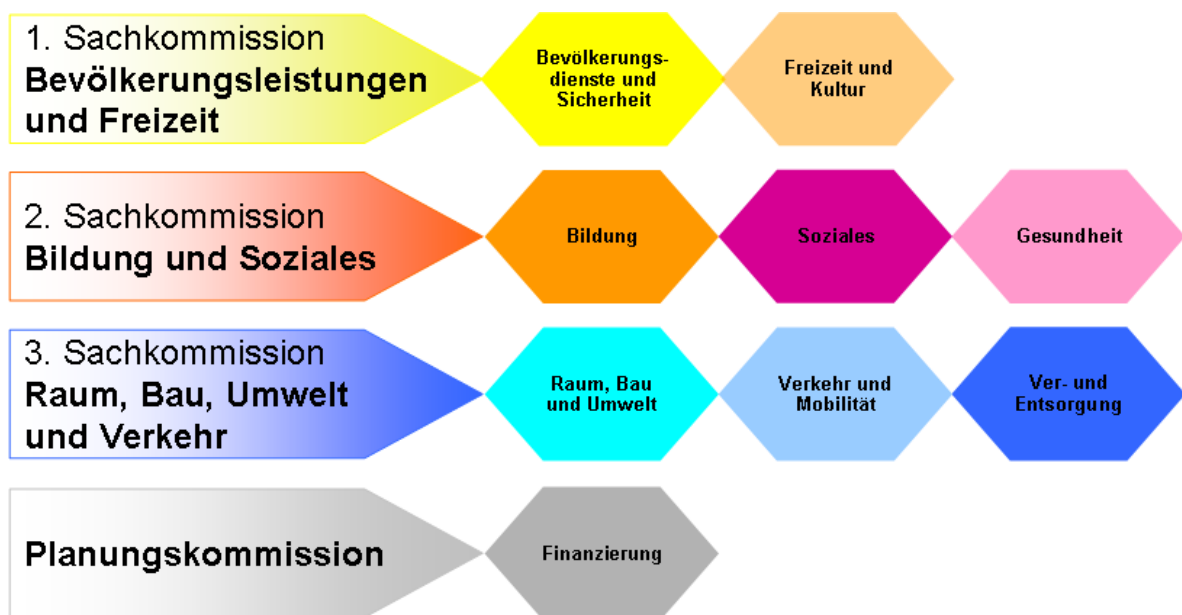 1. Sachkommission
Bevölkerungsleistungen
und Freizeit
Bevölkerungs-
dienste und
Sicherheit
Freizeit und
Kultur
2. Sachkommission
Bildung und Soziales
Bildung
Soziales
Gesundheit
3. Sachkommission
Raum, Bau, Umwelt
und Verkehr
Raum, Bau
und Umwelt
Verkehr und
Mobilität
Ver- und
Entsorgung
Planungskommission
Finanzierung